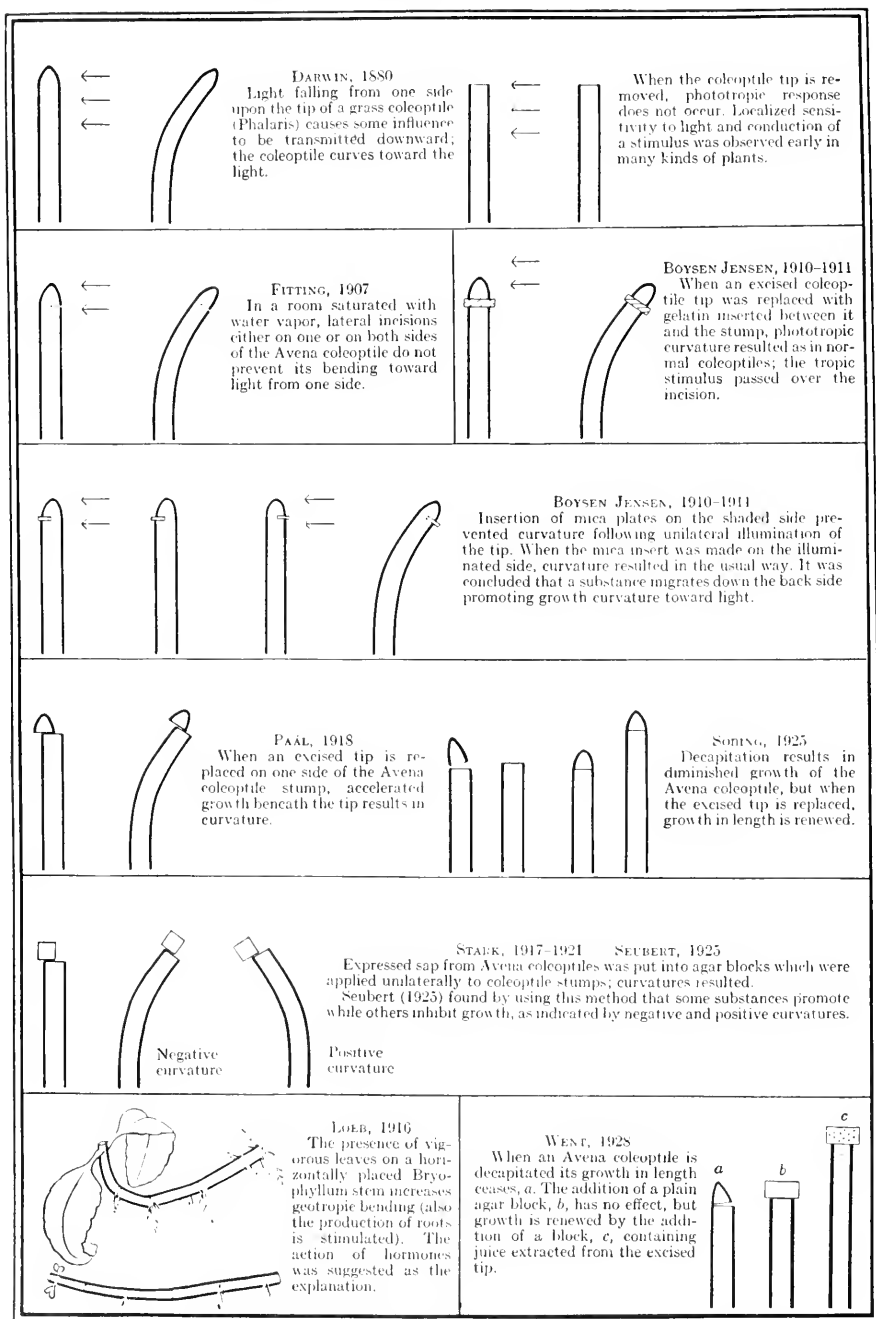 DARWIN, 1880
Light falling from one side
upon the tip of a grass coleoptile
(Phalaris) causes some influence
to be transmitted downward;
the coleoptile curves toward the
light.
When the coleoptile tip is re-
moved, phototropic response
does not occur. Localized sensi-
tivity to light and conduction of
a stimulus was observed early in
many kinds of plants.
FITTING, 1907
In a room saturated with
water vapor, lateral incisions
either on one or on both sides
of the Avena coleoptile do not
prevent its bending toward
light from one side.
BOYSEN JENSEN, 1910–1911
When an excised coleop-
tile tip was replaced with
gelatin inserted between it
and the stump, phototropic
curvature resulted as in nor-
mal coleoptiles; the tropic
stimulus passed over the
incision.
BOYSEN JENSEN, 1910–1911
Insertion of mica plates on the shaded side pre-
vented curvature following unilateral illumination of
the tip. When the mica insert was made on the illumi-
nated side, curvature resulted in the usual way. It was
concluded that a substance migrates down the back side
promoting growth curvature toward light.
PAÁL, 1918
When an excised tip is re-
placed on one side of the Avena
coleoptile stump, accelerated
growth beneath the tip results in
curvature.
SÖDING, 1925
Decapitation results in
diminished growth of the
Avena coleoptile, but when
the excised tip is replaced,
growth in length is renewed.
STARK, 1917–1921 SEUBERT, 1925
Expressed sap from Avena coleoptiles was put into agar blocks which were
applied unilaterally to coleoptile stumps; curvatures resulted.
Seubert (1925) found by using this method that some substances promote
while others inhibit growth, as indicated by negative and positive curvatures.
Negative
curvature
Positive
curvature
LOEB, 1916
The presence of vig-
orous leaves on a hori-
zontally placed Bryo-
phyllum stem increases
geotropic bending (also
the production of roots
is stimulated). The
action of hormones
was suggested as the
explanation.
WENT, 1928
When an Avena coleoptile is
decapitated its growth in length
ceases, a. The addition of a plain
agar block, b, has no effect, but
growth is renewed by the addi-
tion of a block, c, containing
juice extracted from the excised
tip.
a
b
c